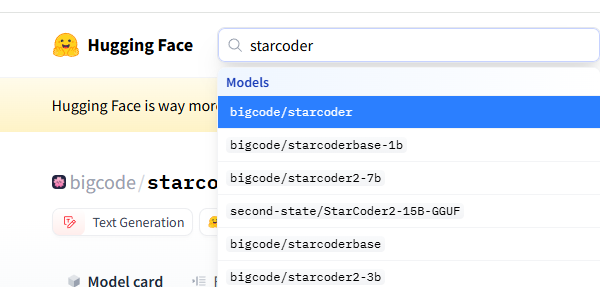 Hugging Face
starcoder
Models
Hugging Face is way mor
bigcode/starcoder
bigcode/starcoderbase-1b
bigcode/starcoder2-7b
bigcode/starco
second-state/StarCoder2-15B-GGUF
Text Generation
bigcode/starcoderbase
Model card
bigcode/starcoder2-3b